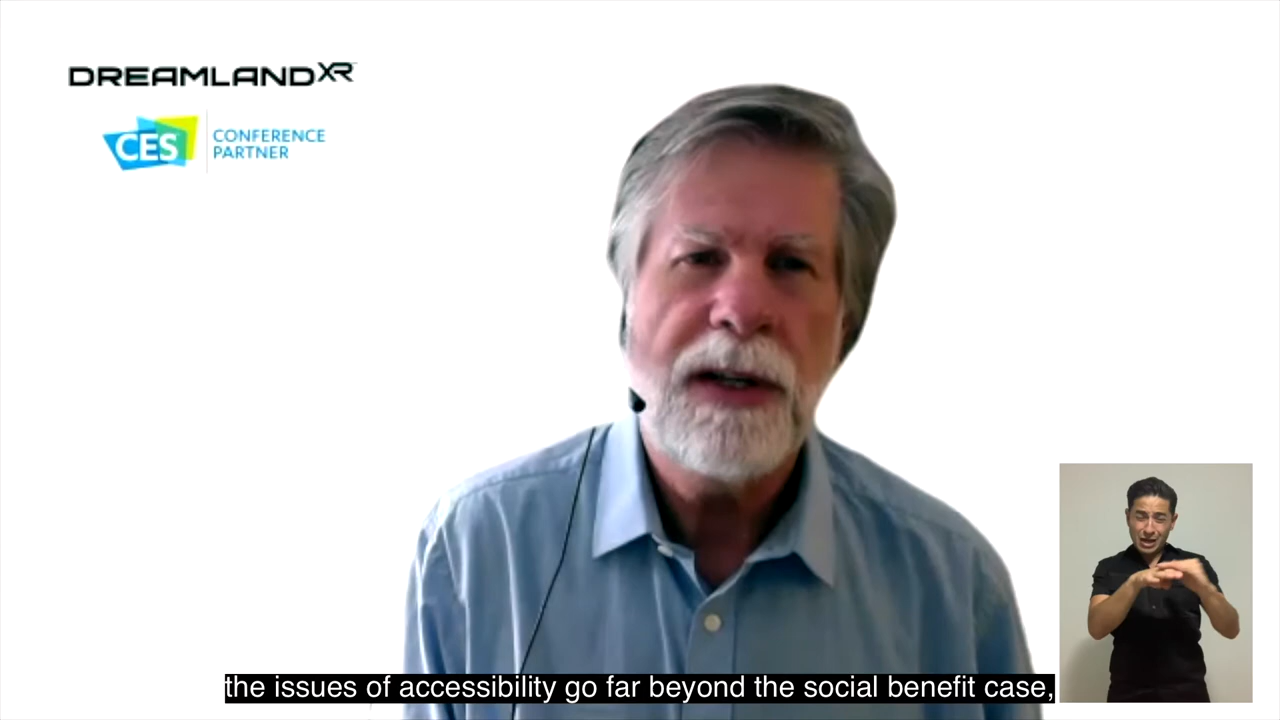 DREAMLANDXR
CES CONFERENCE
PARTNER
the issues of accessibility go far beyond the social benefit case,